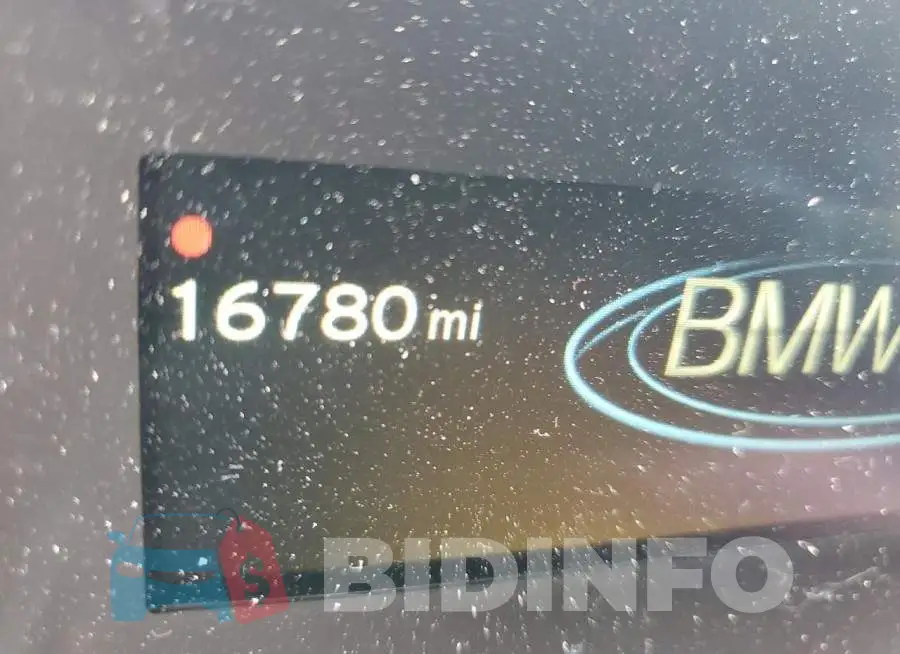 16780 mi
BMW
$
BIDINFO